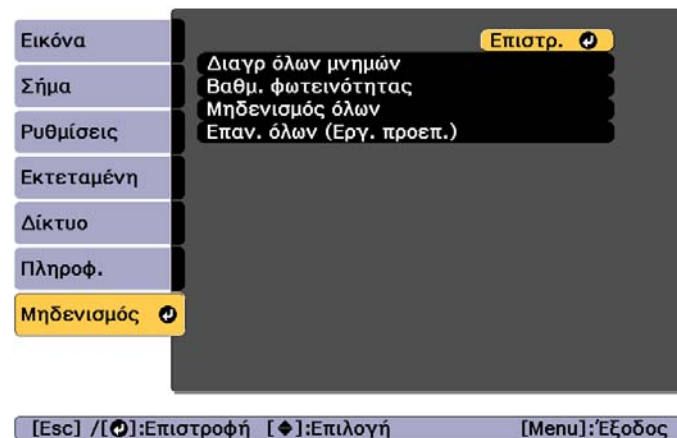 Εικόνα
Σήμα
Ρυθμίσεις
Εκτεταμένη
Δίκτυο
Πληροφ.
Μηδενισμός
Επιστρ.
Διαγρ όλων μνημών
Βαθμ. φωτεινότητας
Μηδενισμός όλων
Επαν. όλων (Εργ. προεπ.)
[Esc] /[⏎]:Επιστροφή [◆]:Επιλογή [Menu]:Έξοδος